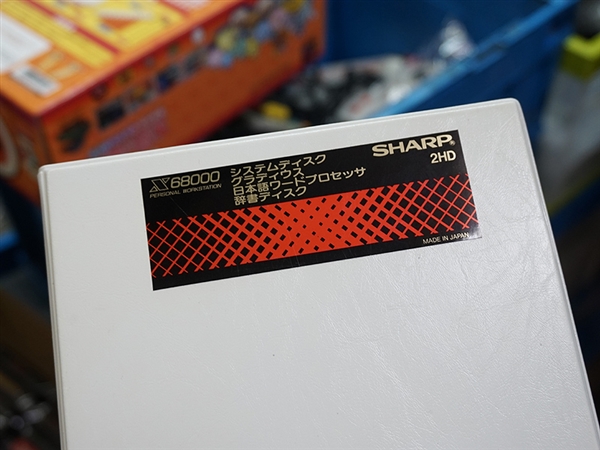 X68000
PERSONAL WORKSTATION
システムディスク
グラディウス
日本語ワードプロセッサ
辞書ディスク
SHARP®
2HD
MADE IN JAPAN